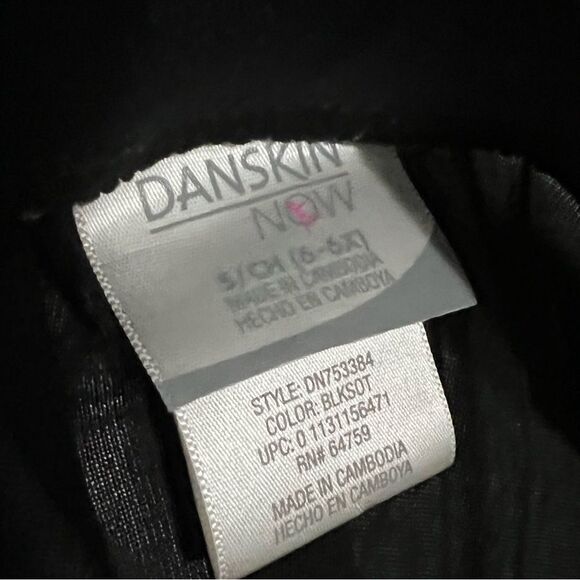 DANSKIN
NOW
S/CH (6-6X)
MADE IN CAMBODIA
HECHO EN CAMBOYA
STYLE: DN753384
COLOR: BLKSOT
UPC: 0 1131156471
RN# 64759
MADE IN CAMBODIA
HECHO EN CAMBOYA